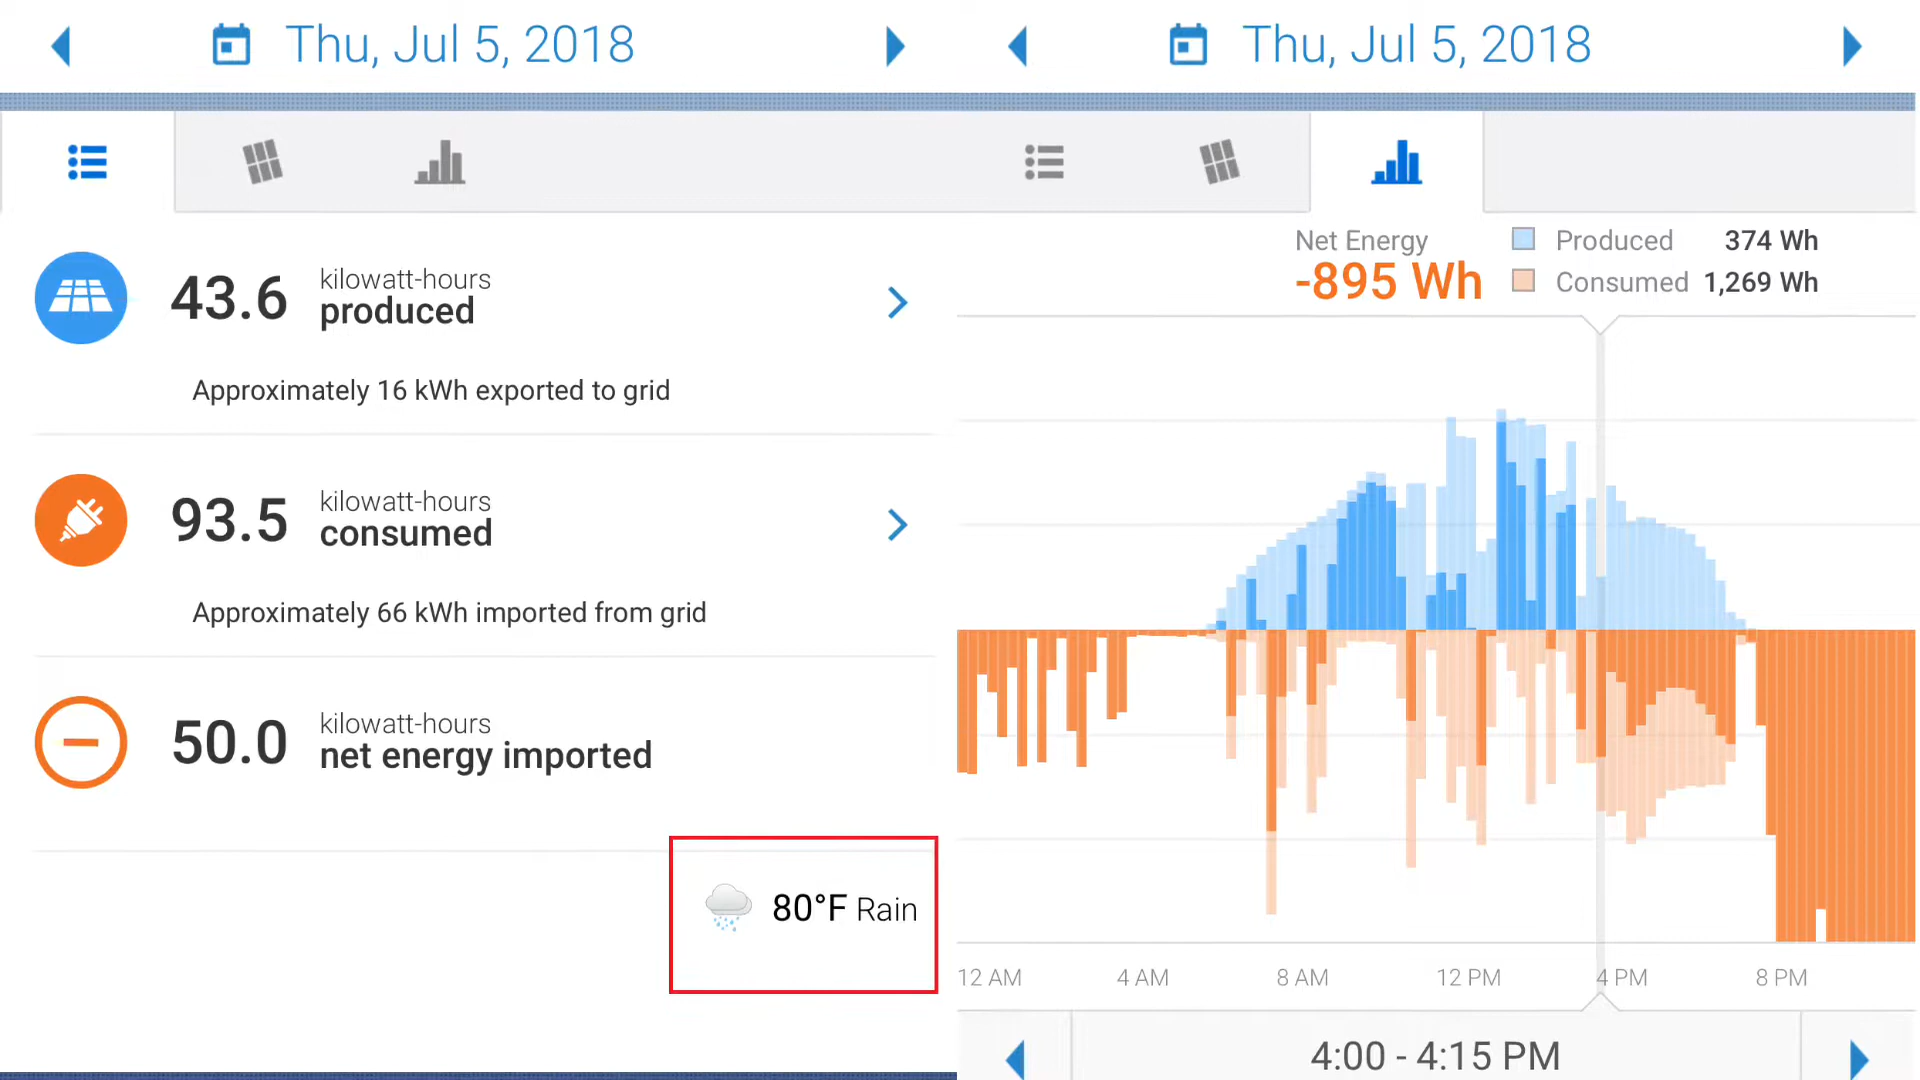 Thu, Jul 5, 2018
43.6 kilowatt-hours
produced
Approximately 16 kWh exported to grid
93.5 kilowatt-hours
consumed
Approximately 66 kWh imported from grid
50.0 kilowatt-hours
net energy imported
80°F Rain
Thu, Jul 5, 2018
Net Energy
-895 Wh
Produced 374 Wh
Consumed 1,269 Wh
12 AM 4 AM 8 AM 12 PM 4 PM 8 PM
4:00 - 4:15 PM